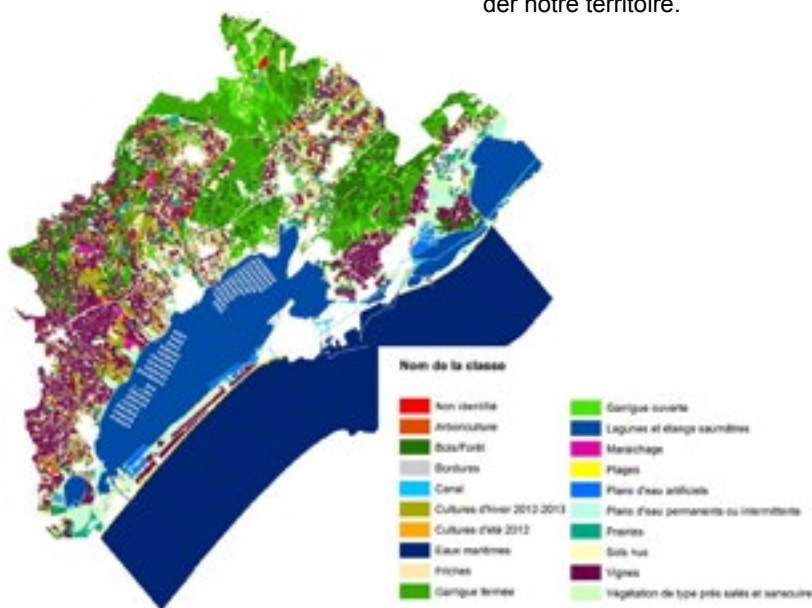 der notre territoire.
Nom de la classe
Non identifié
Arboriculture
Bois/Forêt
Bordures
Canal
Cultures d'hiver 2012-2013
Cultures d'été 2012
Eaux maritimes
Friches
Garrigue fermée
Garrigue ouverte
Lagunes et étangs saumâtres
Maraichage
Plages
Plans d'eau artificiels
Plans d'eau permanents ou intermittents
Prairies
Sols nus
Vignes
Végétation de type prés salés et sansouire